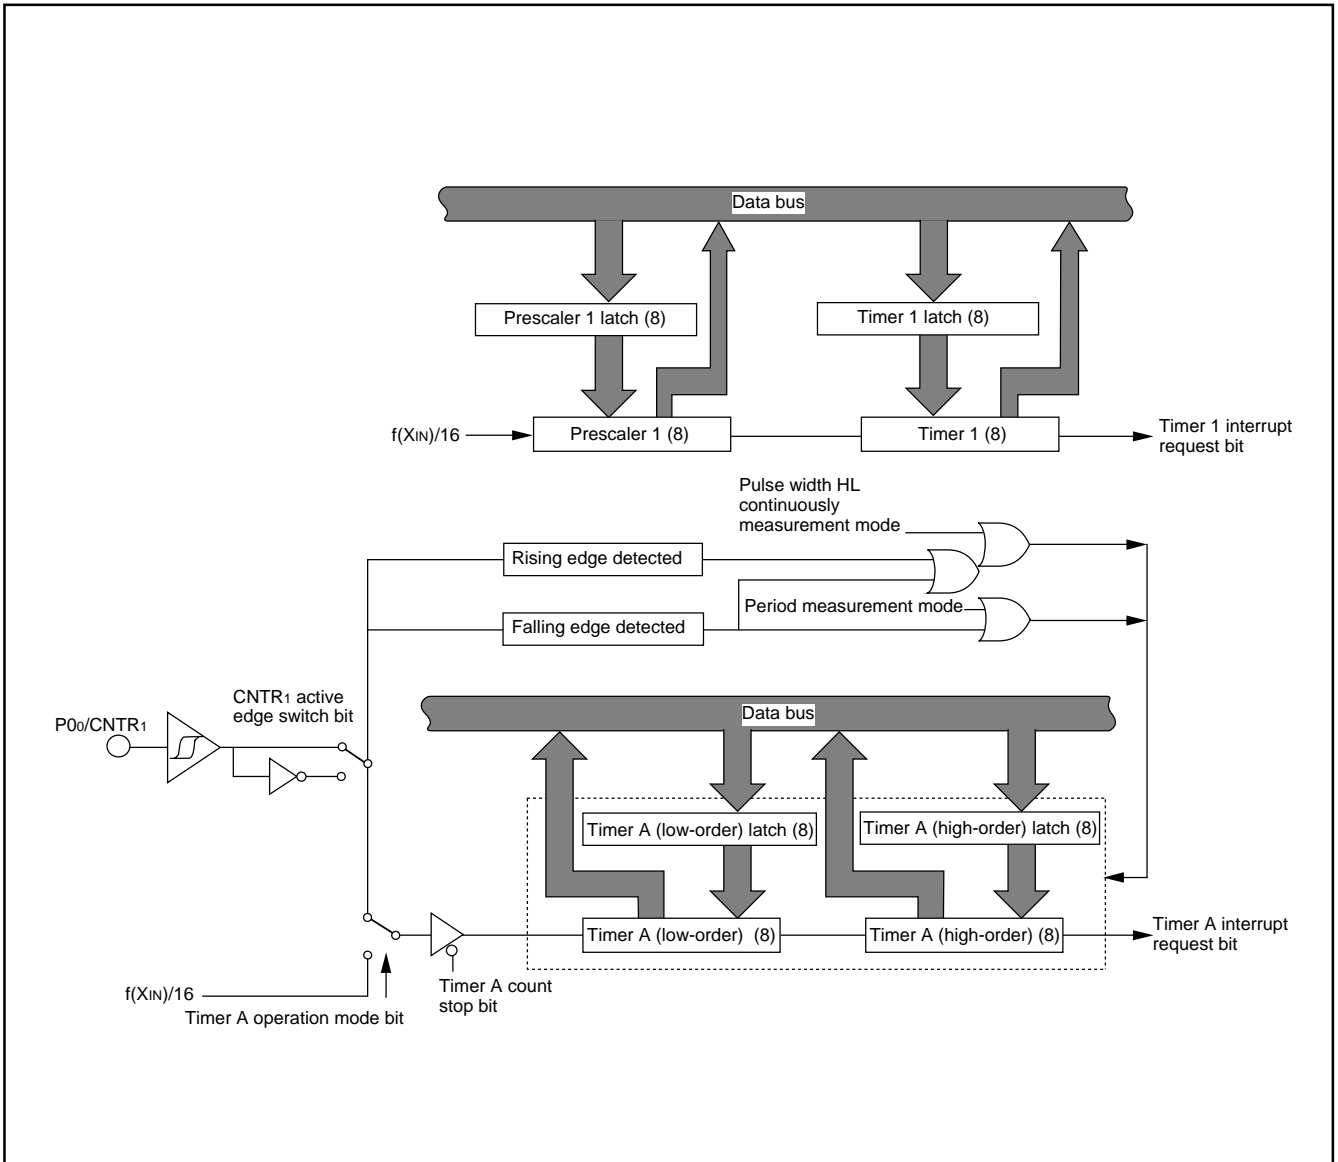 Data bus
Prescaler 1 latch (8)
Timer 1 latch (8)
f(XIN)/16
Prescaler 1 (8)
Timer 1 (8)
Timer 1 interrupt
request bit
Pulse width HL
continuously
measurement mode
Rising edge detected
Period measurement mode
Falling edge detected
CNTR1 active
edge switch bit
P00/CNTR1
Data bus
Timer A (low-order) latch (8)
Timer A (high-order) latch (8)
Timer A (low-order) (8)
Timer A (high-order) (8)
Timer A interrupt
request bit
Timer A count
stop bit
f(XIN)/16
Timer A operation mode bit